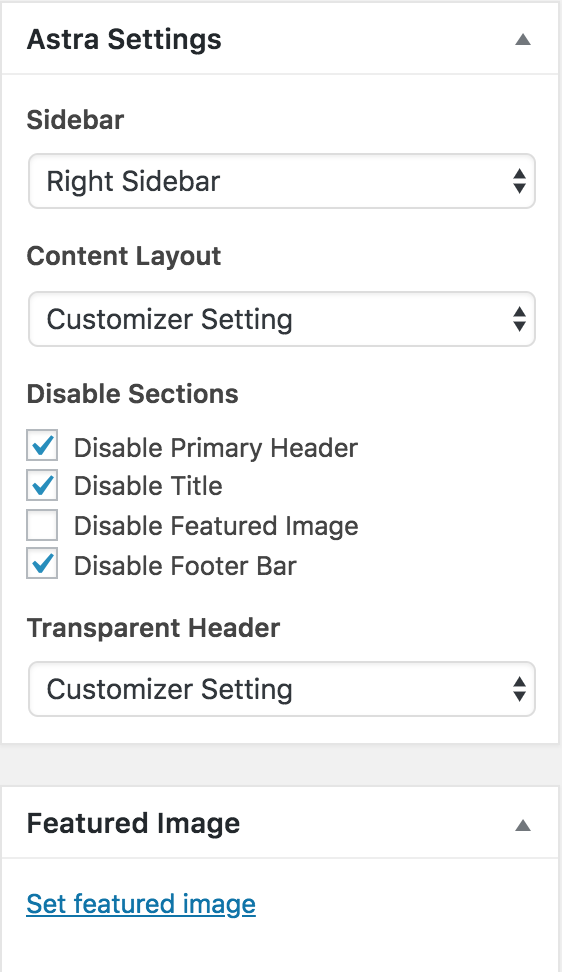 Astra Settings
Sidebar
Right Sidebar
Content Layout
Customizer Setting
Disable Sections
Disable Primary Header
Disable Title
Disable Featured Image
Disable Footer Bar
Transparent Header
Customizer Setting
Featured Image
Set featured image